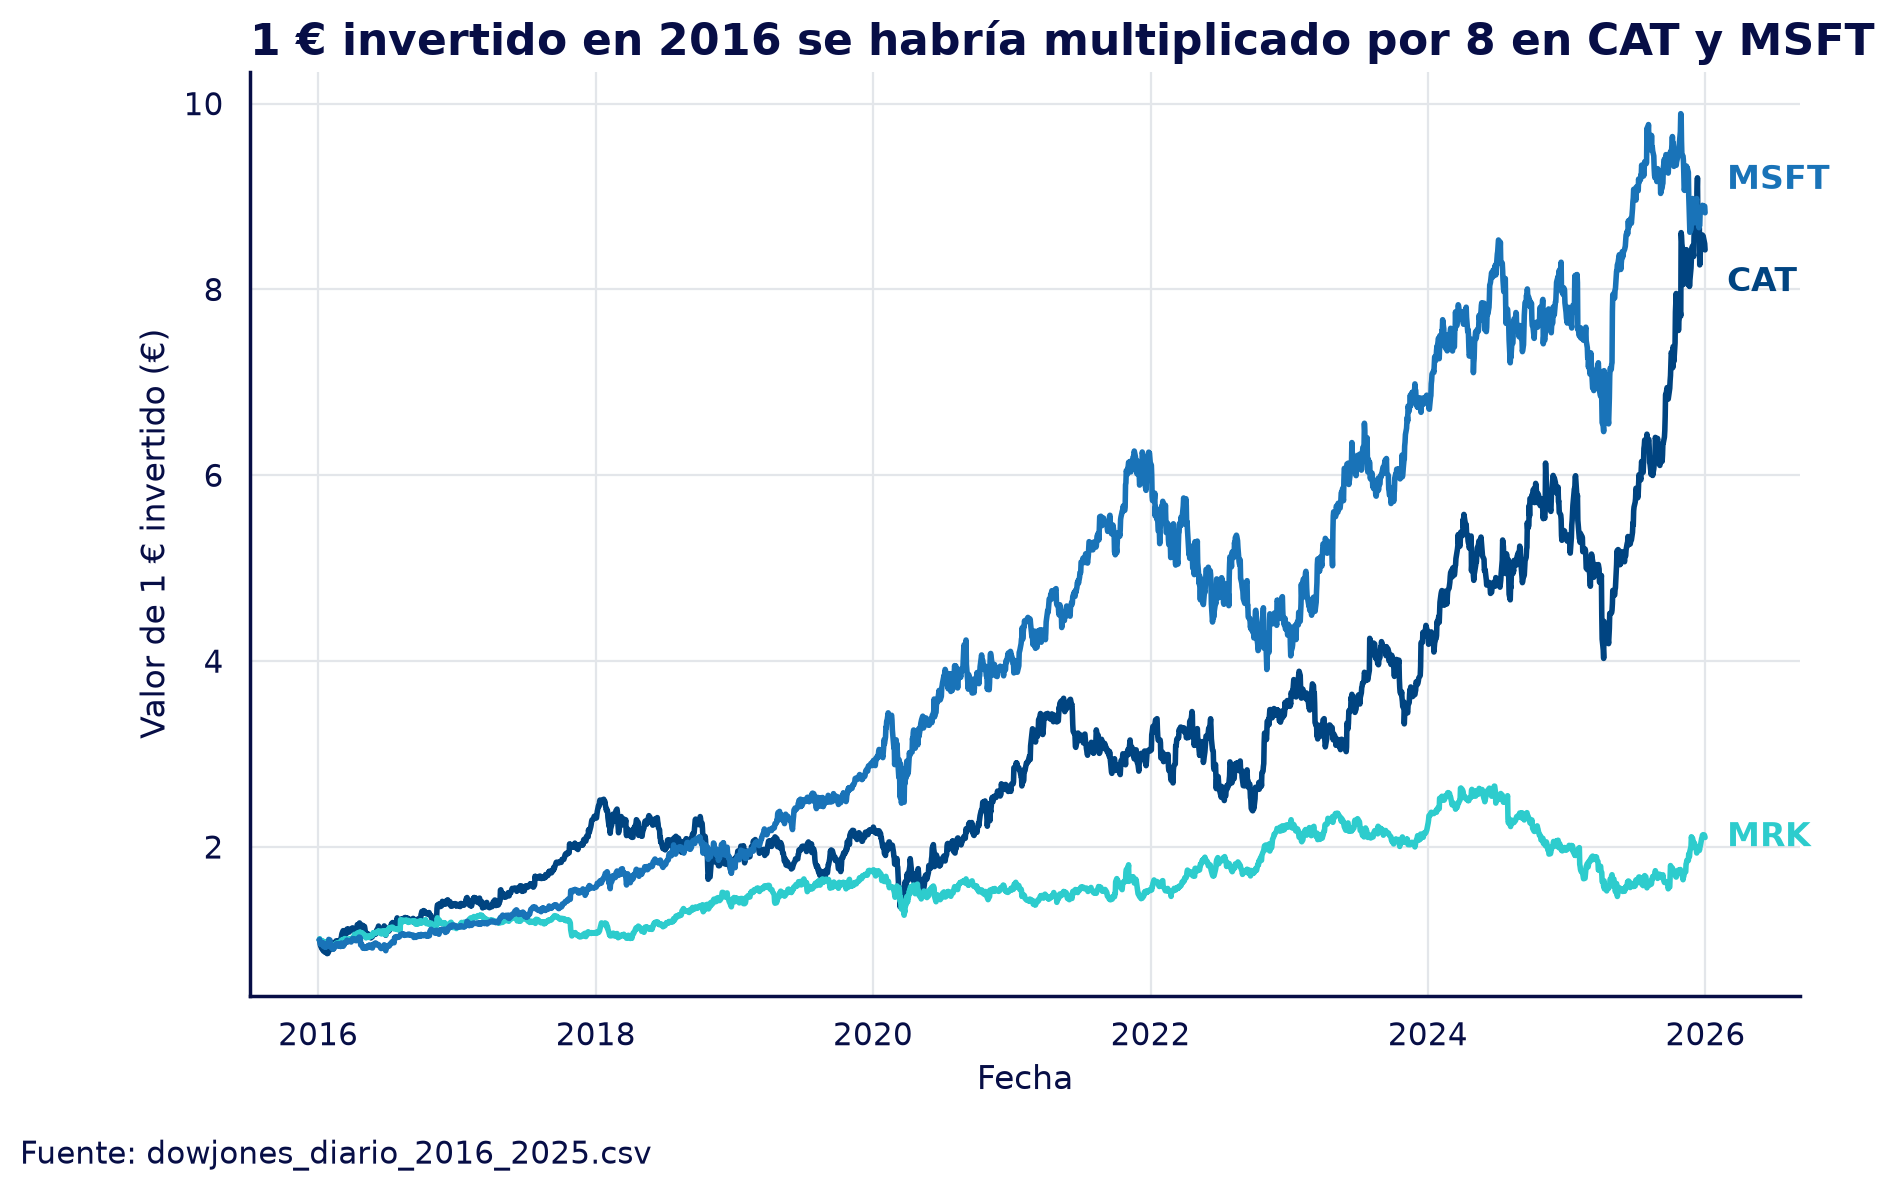 1 € invertido en 2016 se habría multiplicado por 8 en CAT y MSFT
Valor de 1 € invertido (€)
10
8
6
4
2
MSFT
CAT
MRK
2016
2018
2020
2022
2024
2026
Fecha
Fuente: dowjones_diario_2016_2025.csv